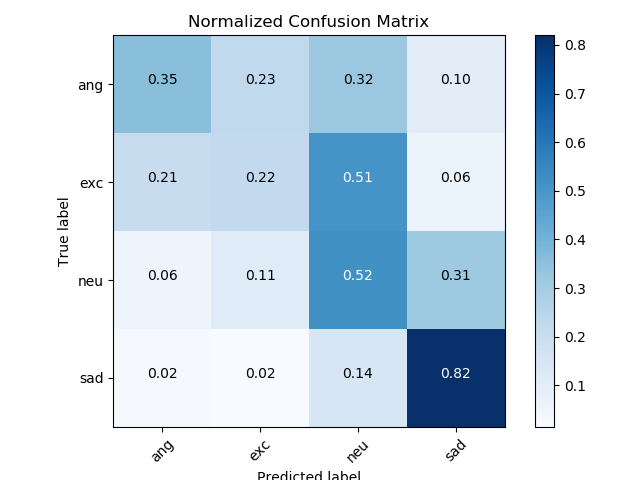 Normalized Confusion Matrix
ang 0.35 0.23 0.32 0.10
exc 0.21 0.22 0.51 0.06
neu 0.06 0.11 0.52 0.31
sad 0.02 0.02 0.14 0.82
True label
ang exc neu sad
Predicted label
0.8
0.7
0.6
0.5
0.4
0.3
0.2
0.1